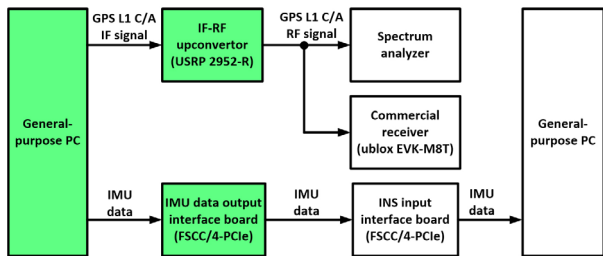 GPS L1 C/A
IF signal
IF-RF
upconvertor
(USRP 2952-R)
GPS L1 C/A
RF signal
Spectrum
analyzer
General-
purpose PC
Commercial
receiver
(ublox EVK-M8T)
General-
purpose PC
IMU
data
IMU data output
interface board
(FSCC/4-PCIe)
IMU
data
INS input
interface board
(FSCC/4-PCIe)
IMU
data